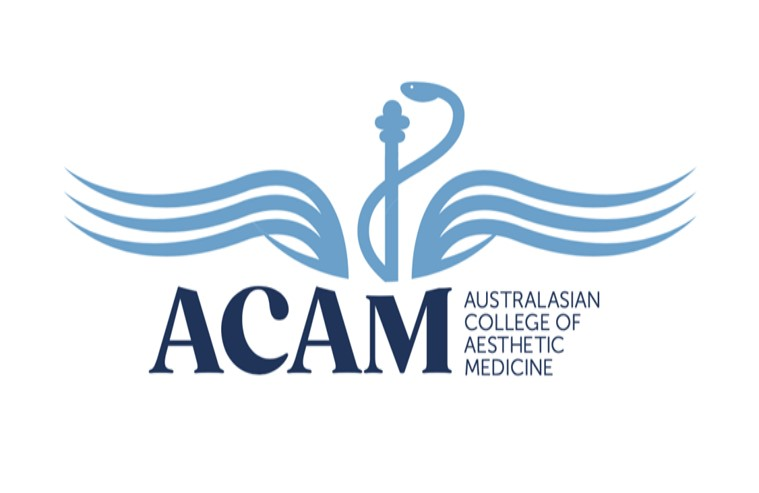 ACAM
AUSTRALASIAN
COLLEGE OF
AESTHETIC
MEDICINE